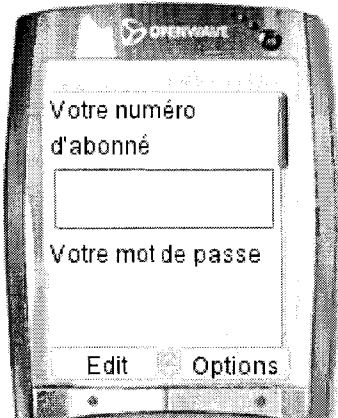 OPENWAVE
Votre numéro
d'abonné
Votre mot de passe
Edit Options